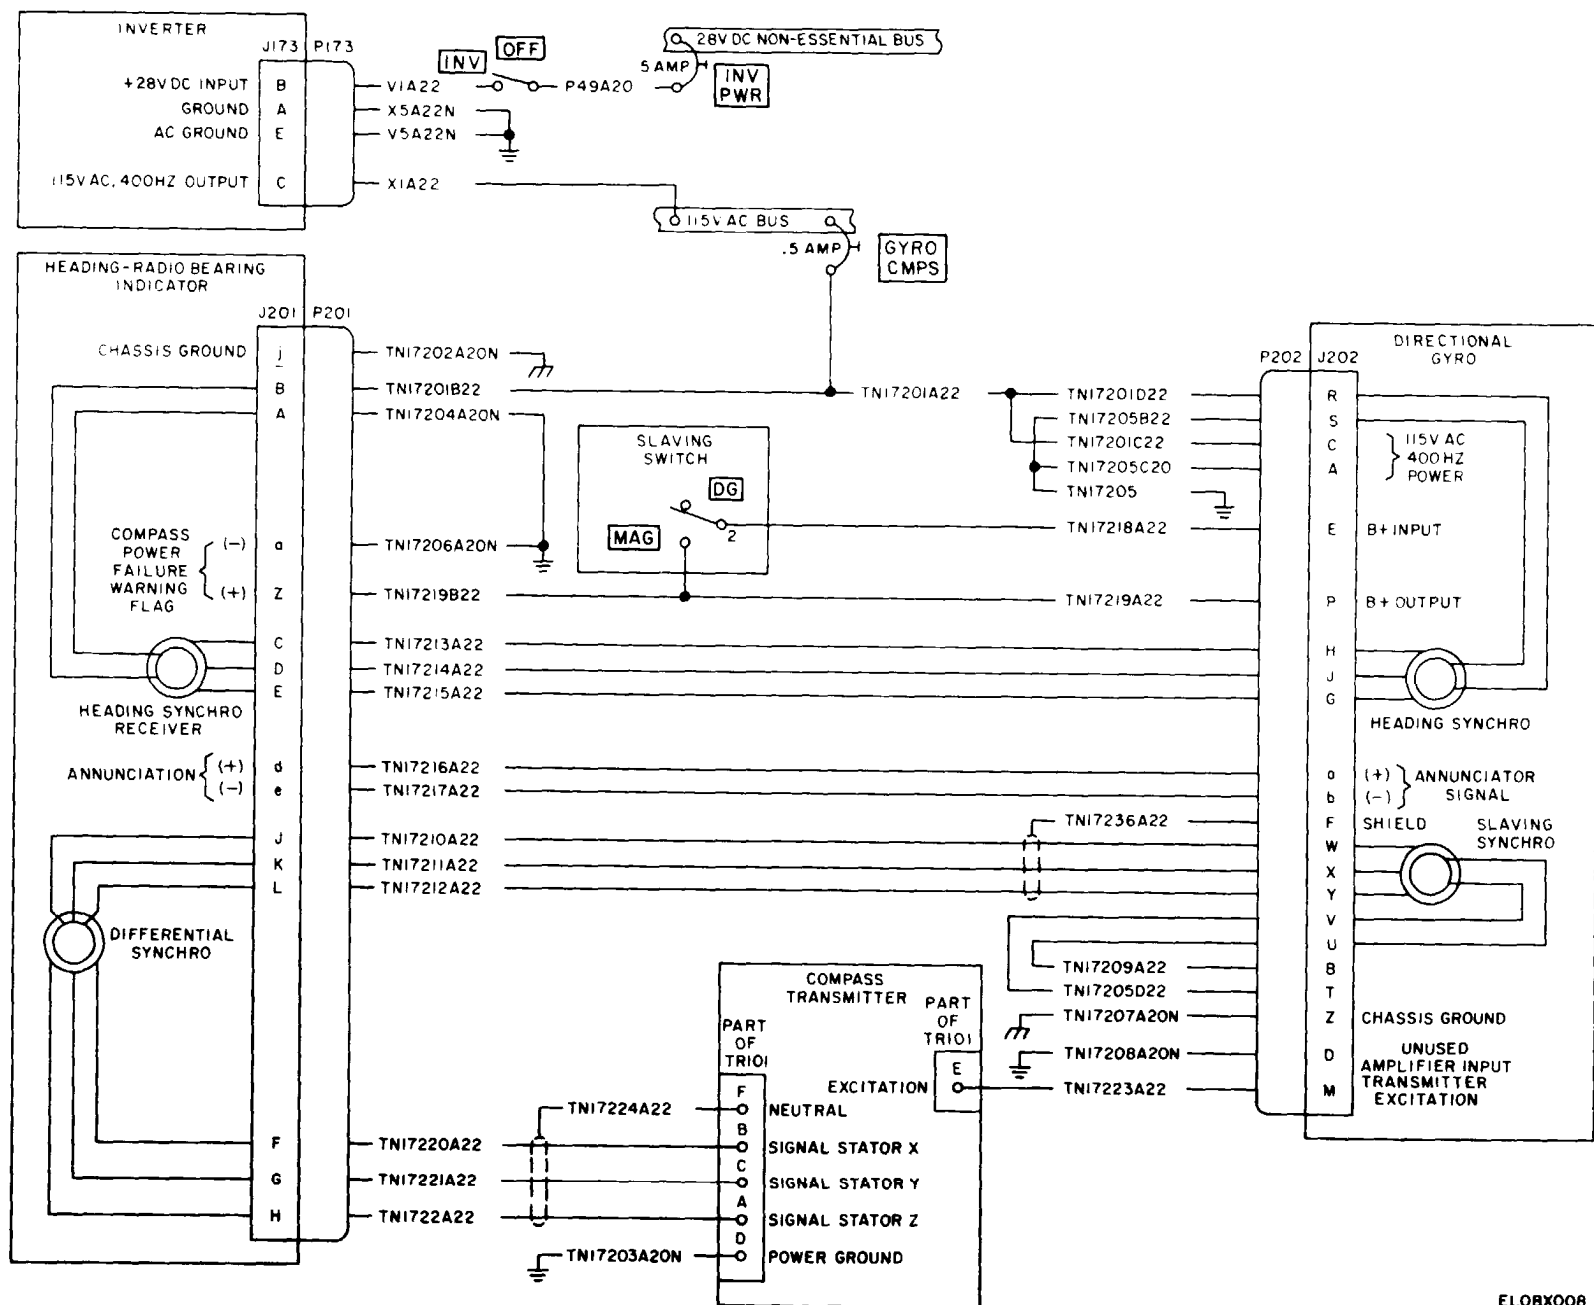 INVERTER
J173 P173
+28VDC INPUT B V1A22 INV OFF P49A20
28V DC NON-ESSENTIAL BUS
5 AMP
INV
PWR
GROUND A X5A22N
AC GROUND E V5A22N
115VAC, 400HZ OUTPUT C X1A22
115V AC BUS
.5 AMP
GYRO
CMPS
HEADING-RADIO BEARING
INDICATOR
J201 P201
CHASSIS GROUND j TN17202A20N
B TN17201B22 TN17201A22
A TN17204A20N
SLAVING
SWITCH
DG
MAG
2
COMPASS
POWER
FAILURE
WARNING
FLAG
(-) a TN17206A20N
(+) Z TN17219B22
C TN17213A22
D TN17214A22
E TN17215A22
HEADING SYNCHRO
RECEIVER
ANNUNCIATION
(+) d TN17216A22
(-) e TN17217A22
J TN17210A22
K TN17211A22
L TN17212A22
DIFFERENTIAL
SYNCHRO
F TN17220A22
G TN17221A22
H TN1722A22
DIRECTIONAL
GYRO
P202 J202
TN17201D22 R
TN17205B22 S
TN17201C22 C
TN17205C20 A
115V AC
400HZ
POWER
TN17205
TN17218A22 E B+ INPUT
TN17219A22 P B+ OUTPUT
H
J
G
HEADING SYNCHRO
a (+)
b (-)
ANNUNCIATOR
SIGNAL
TN17236A22 F SHIELD
SLAVING
SYNCHRO
W
X
Y
V
U
TN17209A22 B
TN17205D22 T
TN17207A20N Z CHASSIS GROUND
TN17208A20N D UNUSED
AMPLIFIER INPUT
TN17223A22 M TRANSMITTER
EXCITATION
COMPASS
TRANSMITTER
PART
OF
TR101
PART
OF
TR101
E
EXCITATION
TN17224A22 F
NEUTRAL
B
SIGNAL STATOR X
C
SIGNAL STATOR Y
A
SIGNAL STATOR Z
D
TN17203A20N POWER GROUND
EL0BX008